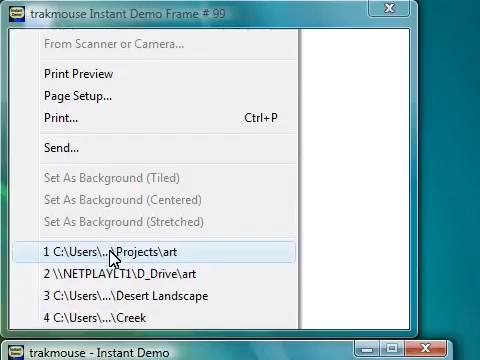 trakmouse Instant Demo Frame # 99
From Scanner or Camera...
Print Preview
Page Setup...
Print... Ctrl+P
Send...
Set As Background (Tiled)
Set As Background (Centered)
Set As Background (Stretched)
1 C:\Users\...\Projects\art
2 \\NETPLAYLT1\D_Drive\art
3 C:\Users\...\Desert Landscape
4 C:\Users\...\Creek
trakmouse - Instant Demo